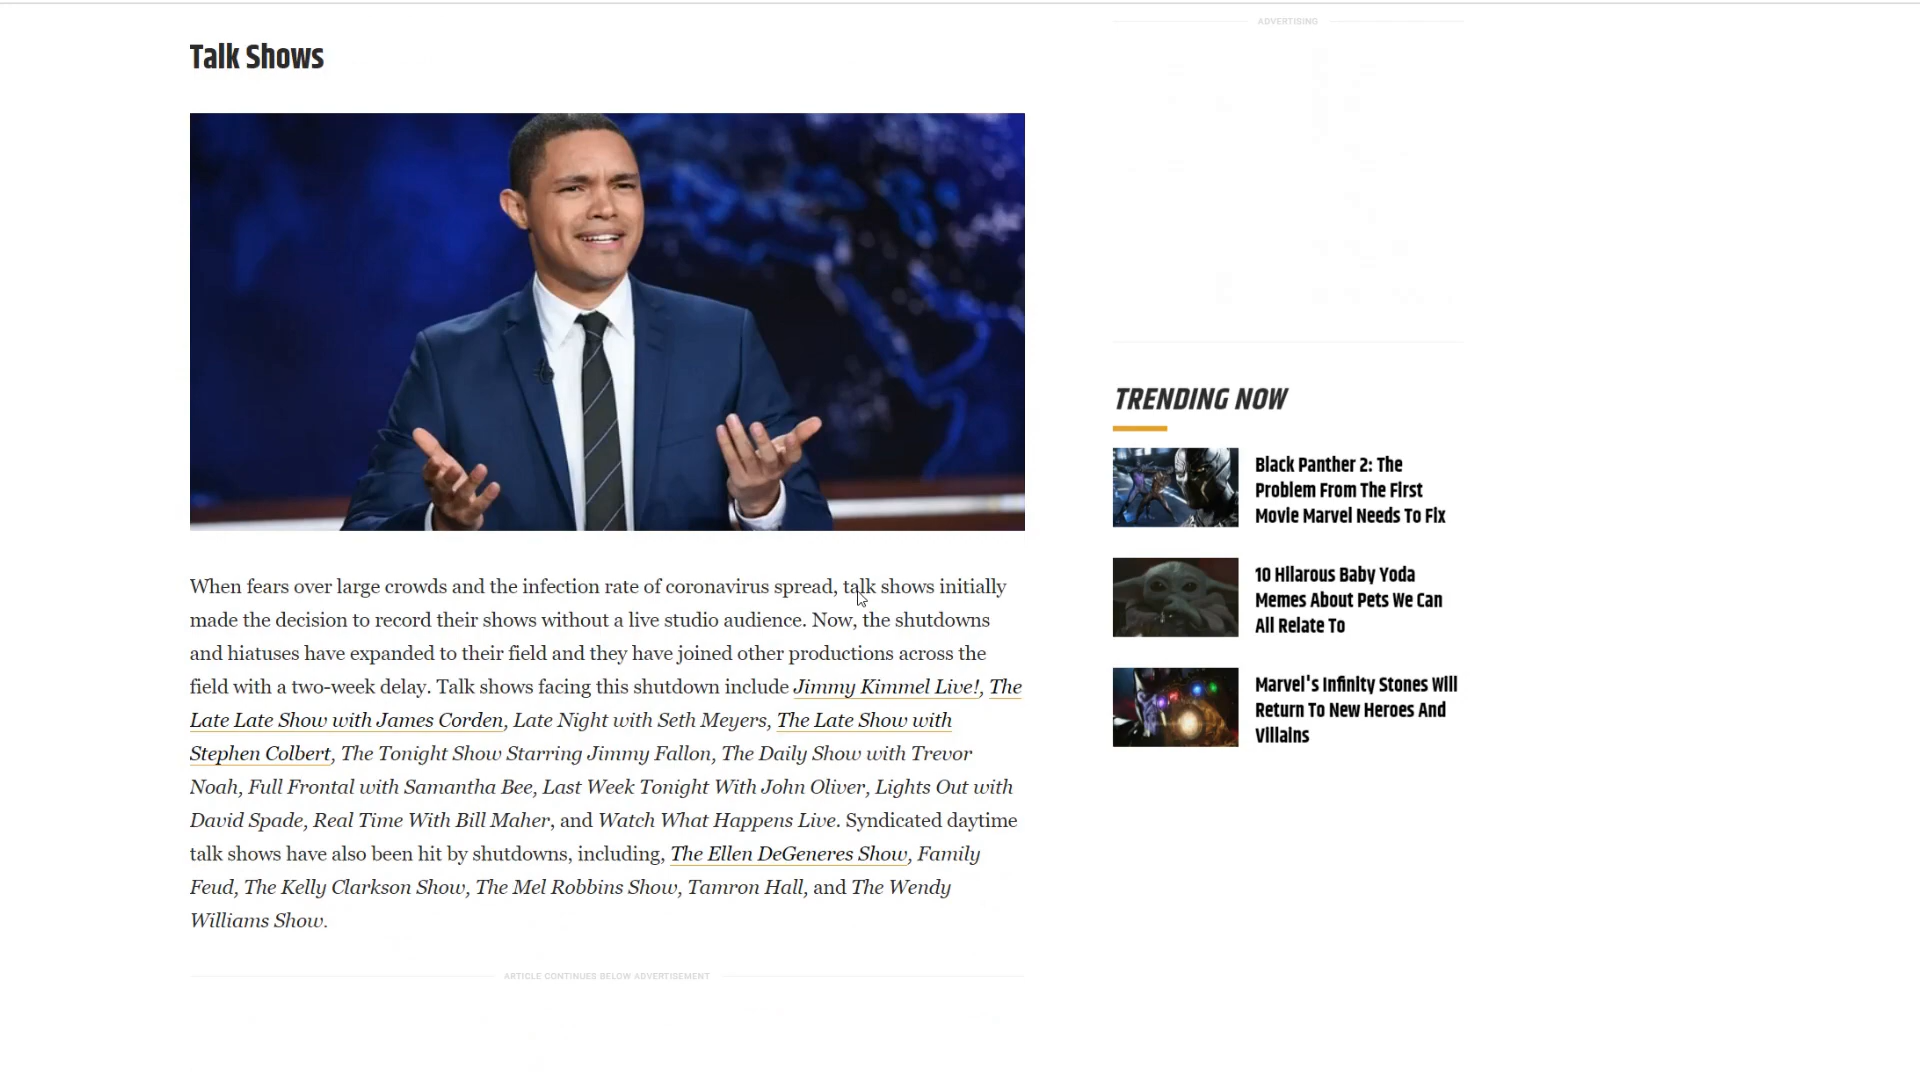 ADVERTISING
Talk Shows
When fears over large crowds and the infection rate of coronavirus spread, talk shows initially
made the decision to record their shows without a live studio audience. Now, the shutdowns
and hiatuses have expanded to their field and they have joined other productions across the
field with a two-week delay. Talk shows facing this shutdown include Jimmy Kimmel Live!, The
Late Late Show with James Corden, Late Night with Seth Meyers, The Late Show with
Stephen Colbert, The Tonight Show Starring Jimmy Fallon, The Daily Show with Trevor
Noah, Full Frontal with Samantha Bee, Last Week Tonight With John Oliver, Lights Out with
David Spade, Real Time With Bill Maher, and Watch What Happens Live. Syndicated daytime
talk shows have also been hit by shutdowns, including, The Ellen DeGeneres Show, Family
Feud, The Kelly Clarkson Show, The Mel Robbins Show, Tamron Hall, and The Wendy
Williams Show.
ARTICLE CONTINUES BELOW ADVERTISEMENT
TRENDING NOW
Black Panther 2: The
Problem From The First
Movie Marvel Needs To Fix
10 Hilarous Baby Yoda
Memes About Pets We Can
All Relate To
Marvel's Infinity Stones Will
Return To New Heroes And
Villains